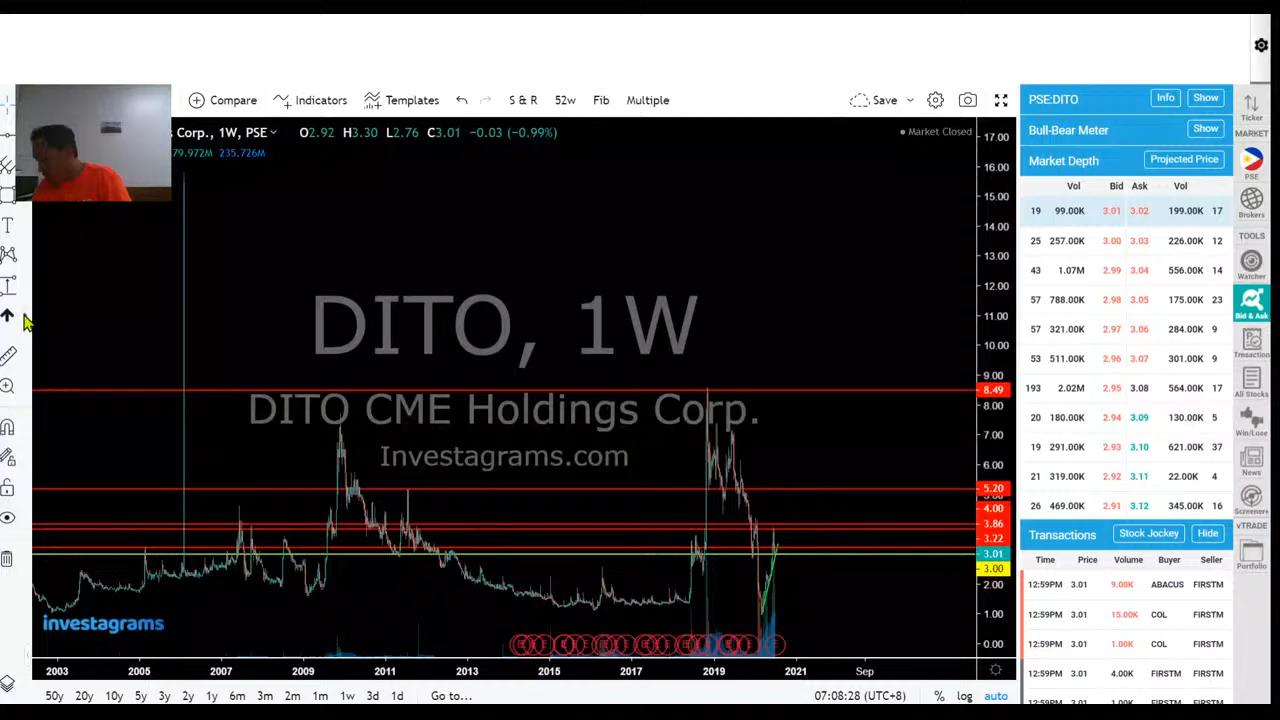 Compare Indicators Templates S & R 52w Fib Multiple Save
Corp., 1W, PSE O2.92 H3.30 L2.76 C3.01 -0.03 (-0.99%) Market Closed
235.726M
DITO, 1W
DITO CME Holdings Corp.
Investagrams.com
investagrams
17.00
16.00
15.00
14.00
13.00
12.00
11.00
10.00
9.00
8.49
8.00
7.00
6.00
5.20
4.00
3.86
3.22
3.01
3.00
2.00
1.00
0.00
2003 2005 2007 2009 2011 2013 2015 2017 2019 2021 Sep
50y 20y 10y 5y 3y 2y 1y 6m 3m 2m 1m 1w 3d 1d Go to... 07:08:28 (UTC+8) % log auto
PSE:DITO Info Show
Bull-Bear Meter Show
Market Depth Projected Price
Vol Bid Ask Vol
19 99.00K 3.01 3.02 199.00K 17
25 257.00K 3.00 3.03 226.00K 12
43 1.07M 2.99 3.04 556.00K 14
57 788.00K 2.98 3.05 175.00K 23
57 321.00K 2.97 3.06 284.00K 9
53 511.00K 2.96 3.07 301.00K 9
193 2.02M 2.95 3.08 564.00K 17
20 180.00K 2.94 3.09 130.00K 5
19 291.00K 2.93 3.10 621.00K 37
21 319.00K 2.92 3.11 22.00K 4
26 469.00K 2.91 3.12 345.00K 16
Transactions Stock Jockey Hide
Time Price Volume Buyer Seller
12:59PM 3.01 9.00K ABACUS FIRSTM
12:59PM 3.01 15.00K COL FIRSTM
12:59PM 3.01 1.00K COL FIRSTM
12:59PM 3.01 4.00K FIRSTM FIRSTM
Ticker
MARKET
PSE
Brokers
TOOLS
Watcher
Bid & Ask
Trnsaction
All Stocks
Win/Lose
News
Screener+
vTRADE
Portfolio